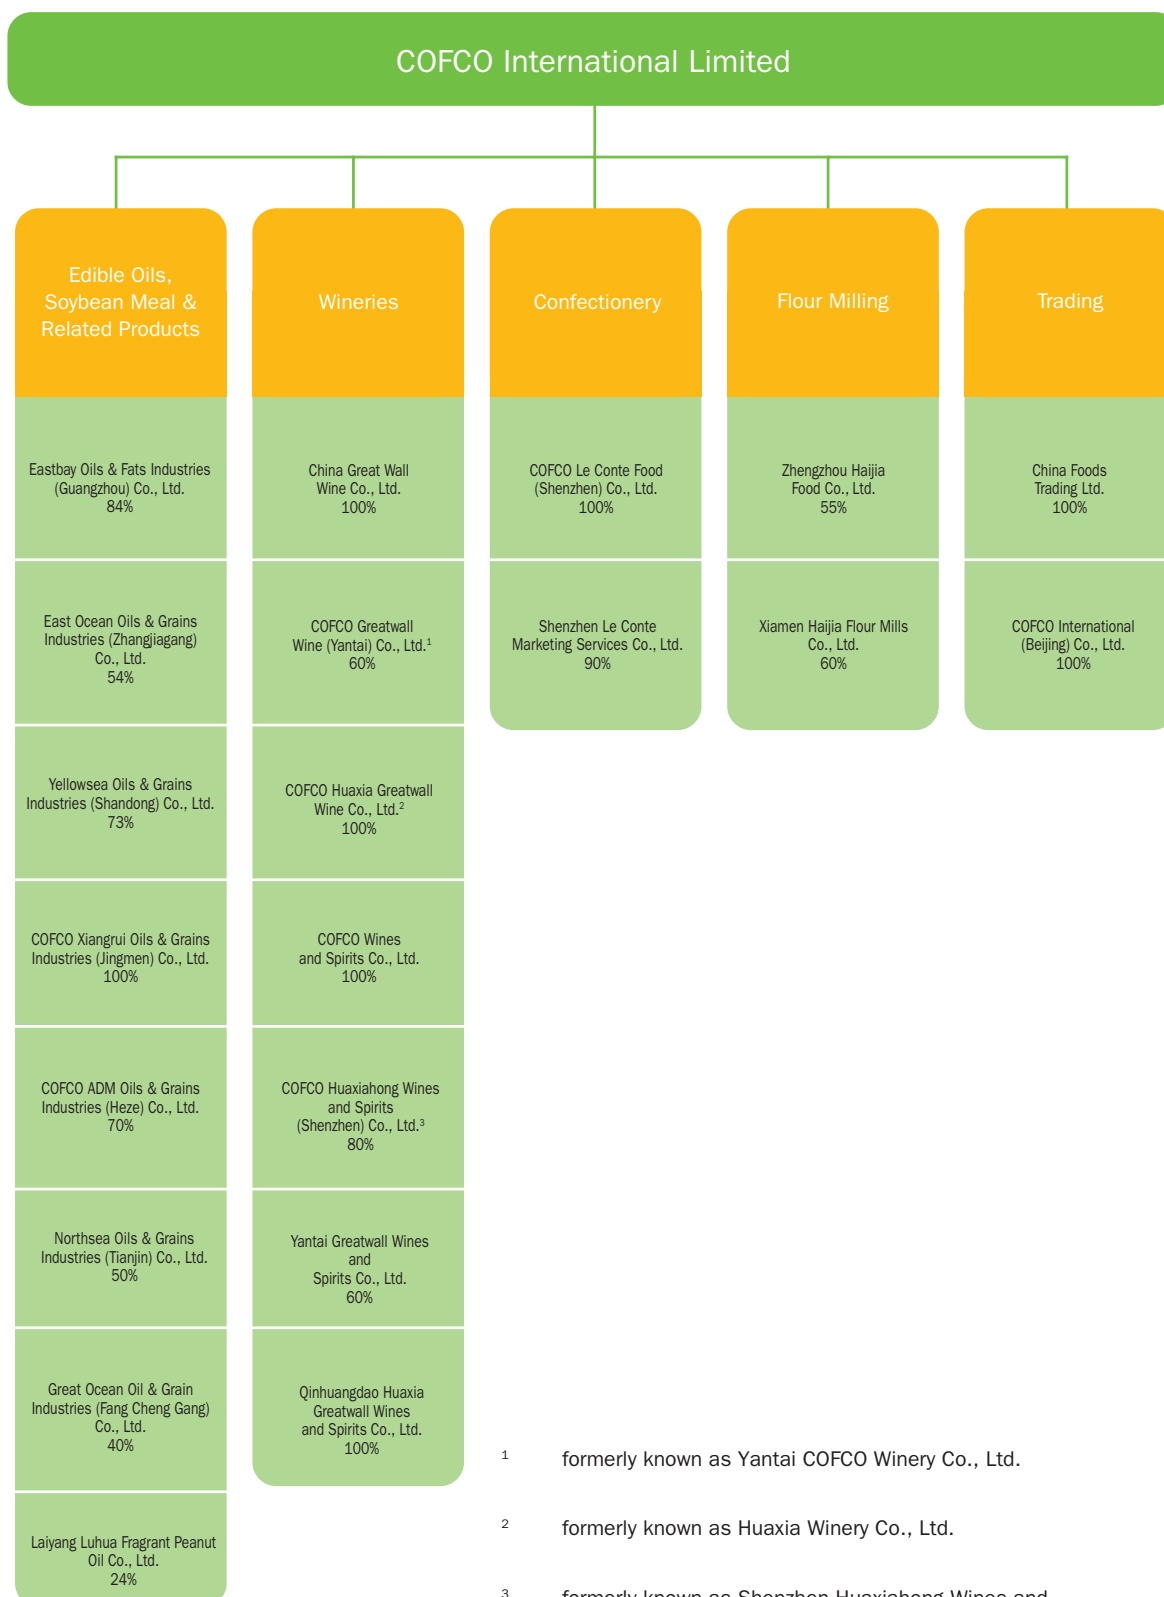 COFCO International Limited
Edible Oils,
Soybean Meal &
Related Products
Eastbay Oils & Fats Industries
(Guangzhou) Co., Ltd.
84%
East Ocean Oils & Grains
Industries (Zhangjiagang)
Co., Ltd.
54%
Yellowsea Oils & Grains
Industries (Shandong) Co., Ltd.
73%
COFCO Xiangrui Oils & Grains
Industries (Jingmen) Co., Ltd.
100%
COFCO ADM Oils & Grains
Industries (Heze) Co., Ltd.
70%
Northsea Oils & Grains
Industries (Tianjin) Co., Ltd.
50%
Great Ocean Oil & Grain
Industries (Fang Cheng Gang)
Co., Ltd.
40%
Laiyang Luhua Fragrant Peanut
Oil Co., Ltd.
24%
Wineries
China Great Wall
Wine Co., Ltd.
100%
COFCO Greatwall
Wine (Yantai) Co., Ltd.¹
60%
COFCO Huaxia Greatwall
Wine Co., Ltd.²
100%
COFCO Wines
and Spirits Co., Ltd.
100%
COFCO Huaxiahong Wines
and Spirits
(Shenzhen) Co., Ltd.³
80%
Yantai Greatwall Wines
and
Spirits Co., Ltd.
60%
Qinhuangdao Huaxia
Greatwall Wines
and Spirits Co., Ltd.
100%
Confectionery
COFCO Le Conte Food
(Shenzhen) Co., Ltd.
100%
Shenzhen Le Conte
Marketing Services Co., Ltd.
90%
Flour Milling
Zhengzhou Haijia
Food Co., Ltd.
55%
Xiamen Haijia Flour Mills
Co., Ltd.
60%
Trading
China Foods
Trading Ltd.
100%
COFCO International
(Beijing) Co., Ltd.
100%
¹ formerly known as Yantai COFCO Winery Co., Ltd.
² formerly known as Huaxia Winery Co., Ltd.
³ formerly known as Shenzhen Huaxiahong Wines and